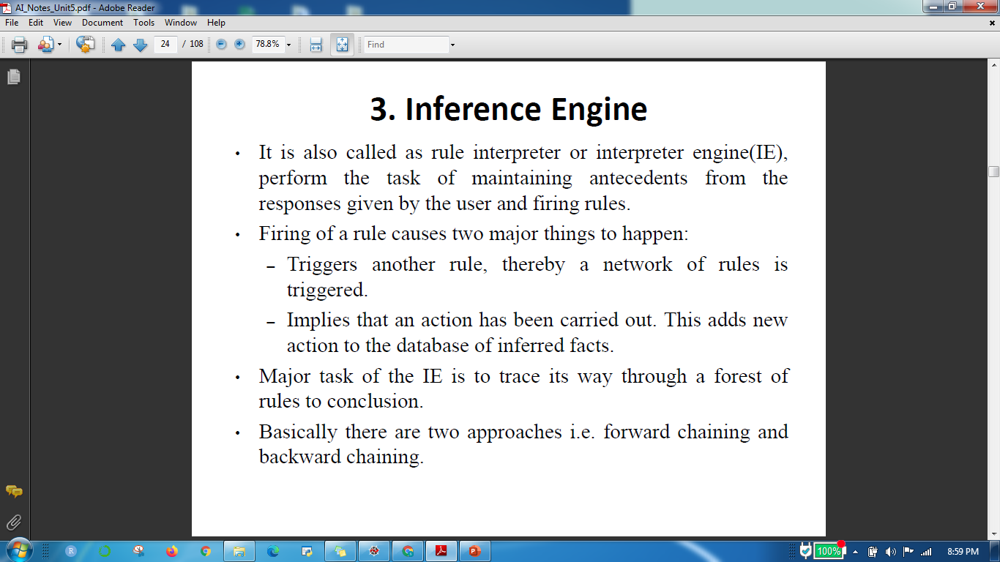 AI_Notes_Unit5.pdf - Adobe Reader
File Edit View Document Tools Window Help
24 / 108 78.8% Find
3. Inference Engine
• It is also called as rule interpreter or interpreter engine(IE),
perform the task of maintaining antecedents from the
responses given by the user and firing rules.
• Firing of a rule causes two major things to happen:
– Triggers another rule, thereby a network of rules is
triggered.
– Implies that an action has been carried out. This adds new
action to the database of inferred facts.
• Major task of the IE is to trace its way through a forest of
rules to conclusion.
• Basically there are two approaches i.e. forward chaining and
backward chaining.
R 100% 8:59 PM